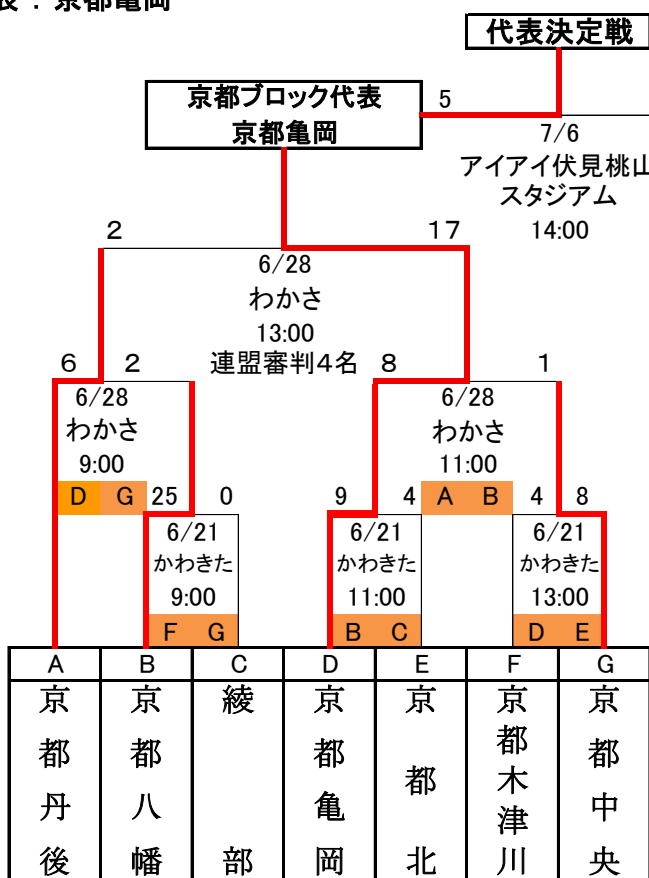 表：京都亀岡
代表決定戦
京都ブロック代表
京都亀岡
5
7/6
アイアイ伏見桃山
スタジアム
14:00
2
17
6/28
わかさ
13:00
連盟審判4名
6
2
8
1
6/28
わかさ
9:00
6/28
わかさ
11:00
D G 25 0
9 4 A B 4 8
6/21
かわきた
9:00
6/21
かわきた
11:00
6/21
かわきた
13:00
F G
B C
D E
A B C D E F G
京都丹後
京都八幡
綾部
京都亀岡
京都北
京都木津川
京都中央